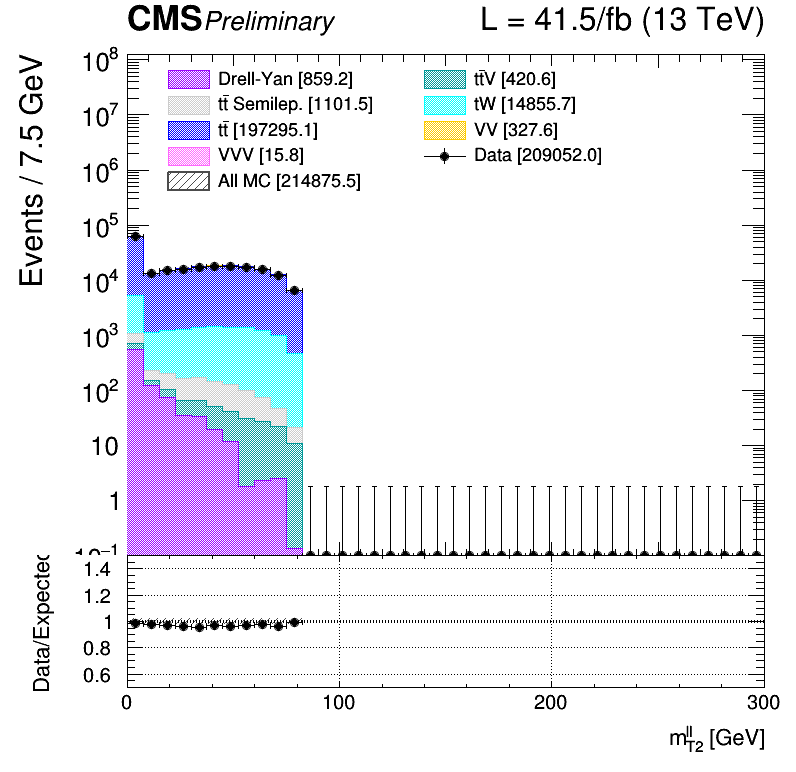 CMS Preliminary L = 41.5/fb (13 TeV)
Events / 7.5 GeV
10⁸
10⁷
10⁶
10⁵
10⁴
10³
10²
10
1
10⁻¹
Drell-Yan [859.2]
tt̄ Semilep. [1101.5]
tt̄ [197295.1]
VVV [15.8]
All MC [214875.5]
tt̄V [420.6]
tW [14855.7]
VV [327.6]
Data [209052.0]
Data/Expected
1.4
1.2
1
0.8
0.6
0 100 200 300
m_T2^ll [GeV]